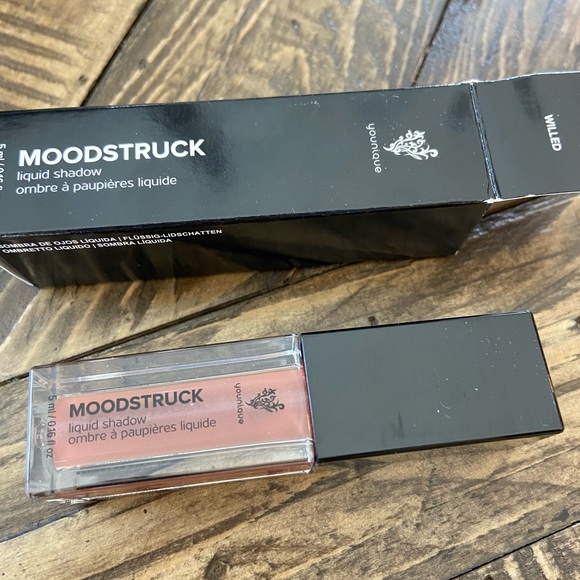 MOODSTRUCK
liquid shadow
ombre à paupières liquide
younique
WILLED
SOMBRA DE OJOS LÍQUIDA | FLÜSSIG-LIDSCHATTEN
OMBRETTO LIQUIDO | SOMBRA LÍQUIDA
MOODSTRUCK
liquid shadow
ombre à paupières liquide
5 ml / 0.16 fl oz
younique